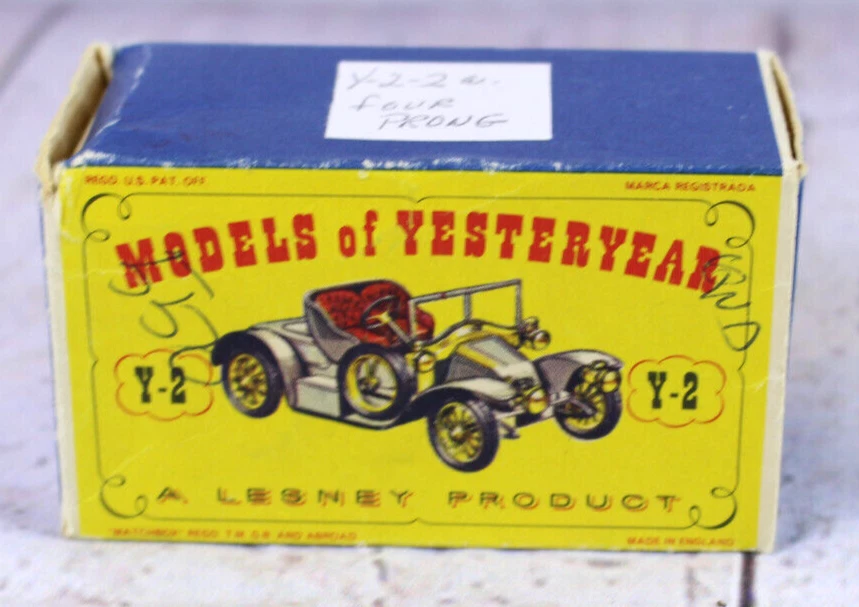 Y-2-2
FOUR
PRONG
REGD. U.S. PAT. OFF.
MARCA REGISTRADA
MODELS of YESTERYEAR
Y-2
Y-2
A LESNEY PRODUCT
"MATCHBOX" REGD. T.M. G.B. AND ABROAD
MADE IN ENGLAND